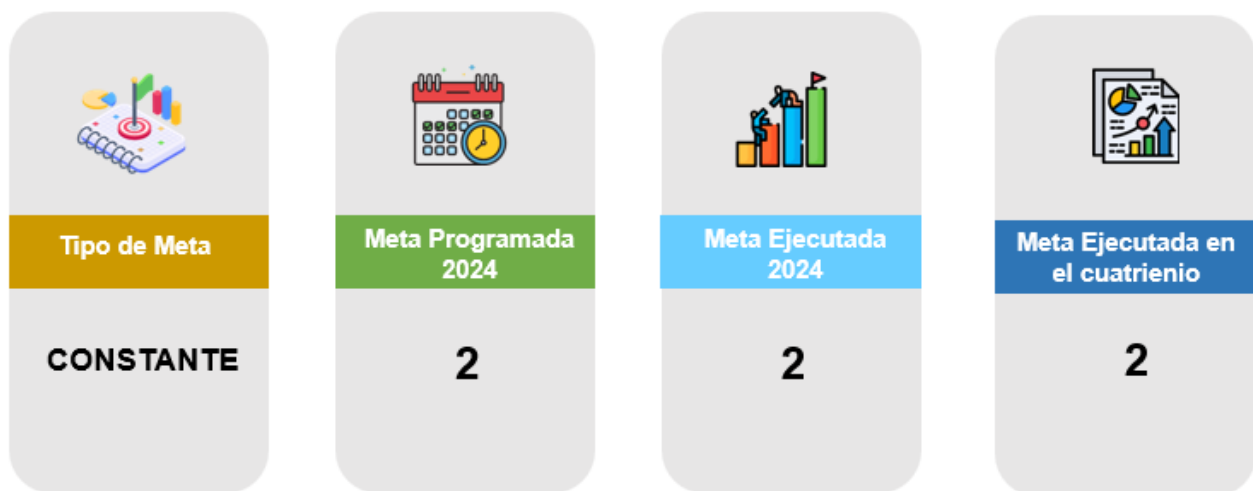 Tipo de Meta
CONSTANTE
Meta Programada
2024
2
Meta Ejecutada
2024
2
Meta Ejecutada en
el cuatrienio
2